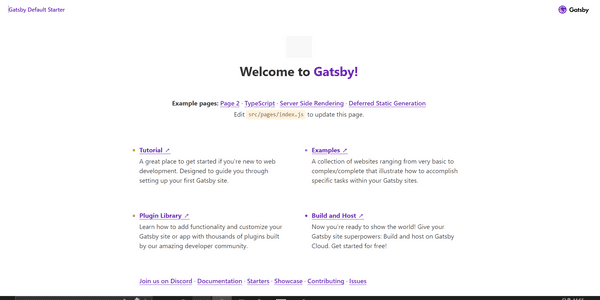 Gatsby Default Starter
Gatsby
Welcome to Gatsby!
Example pages: Page 2 · TypeScript · Server Side Rendering · Deferred Static Generation
Edit src/pages/index.js to update this page.
Tutorial ↗
A great place to get started if you're new to web
development. Designed to guide you through
setting up your first Gatsby site.
Examples ↗
A collection of websites ranging from very basic to
complex/complete that illustrate how to accomplish
specific tasks within your Gatsby sites.
Plugin Library ↗
Learn how to add functionality and customize your
Gatsby site or app with thousands of plugins built
by our amazing developer community.
Build and Host ↗
Now you're ready to show the world! Give your
Gatsby site superpowers: Build and host on Gatsby
Cloud. Get started for free!
Join us on Discord · Documentation · Starters · Showcase · Contributing · Issues